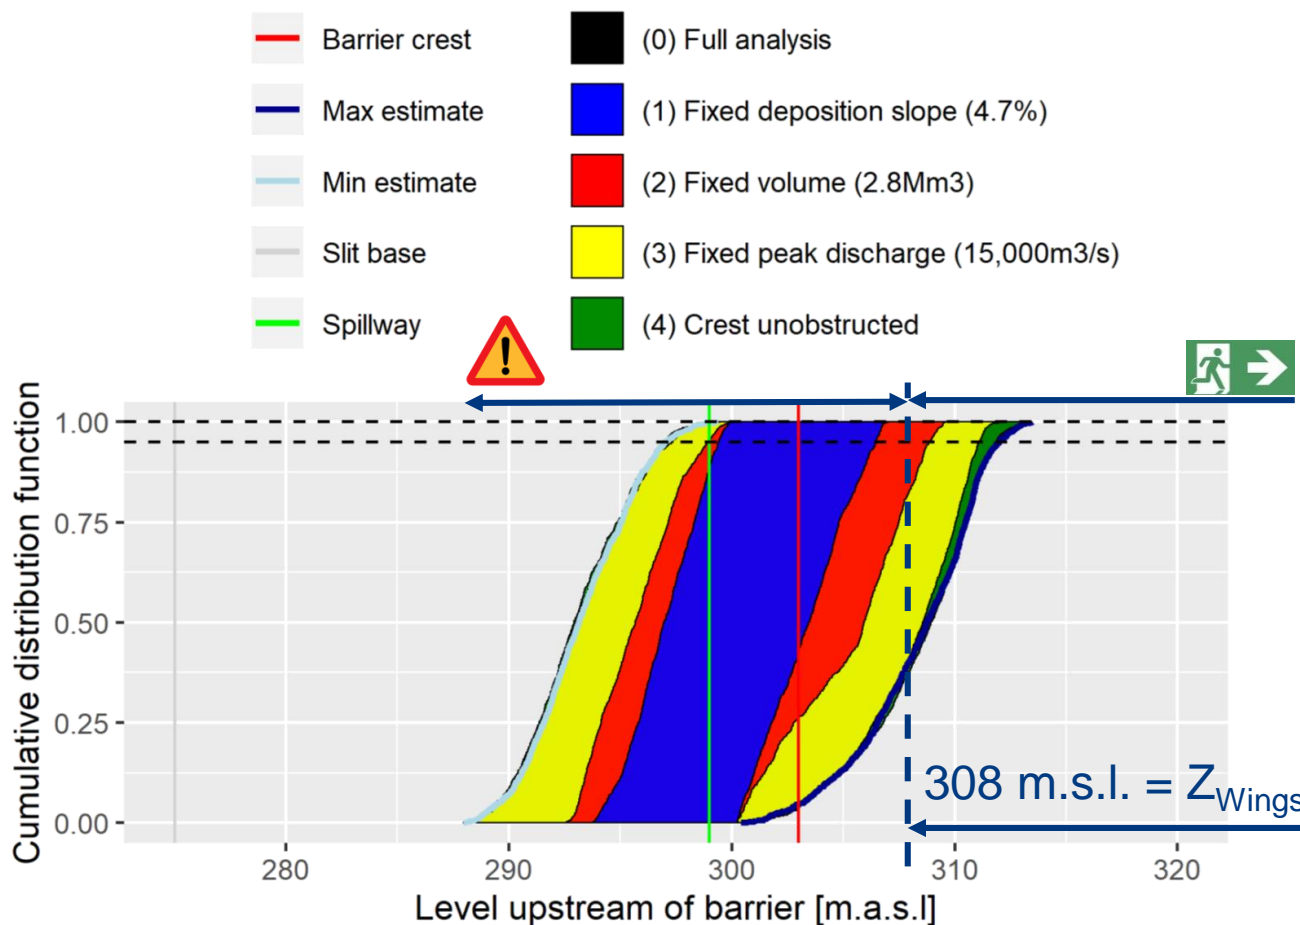 Barrier crest
Max estimate
Min estimate
Slit base
Spillway
(0) Full analysis
(1) Fixed deposition slope (4.7%)
(2) Fixed volume (2.8Mm3)
(3) Fixed peak discharge (15,000m3/s)
(4) Crest unobstructed
!
Cumulative distribution function
1.00
0.75
0.50
0.25
0.00
308 m.s.l. = ZWings
280 290 300 310 320
Level upstream of barrier [m.a.s.l]